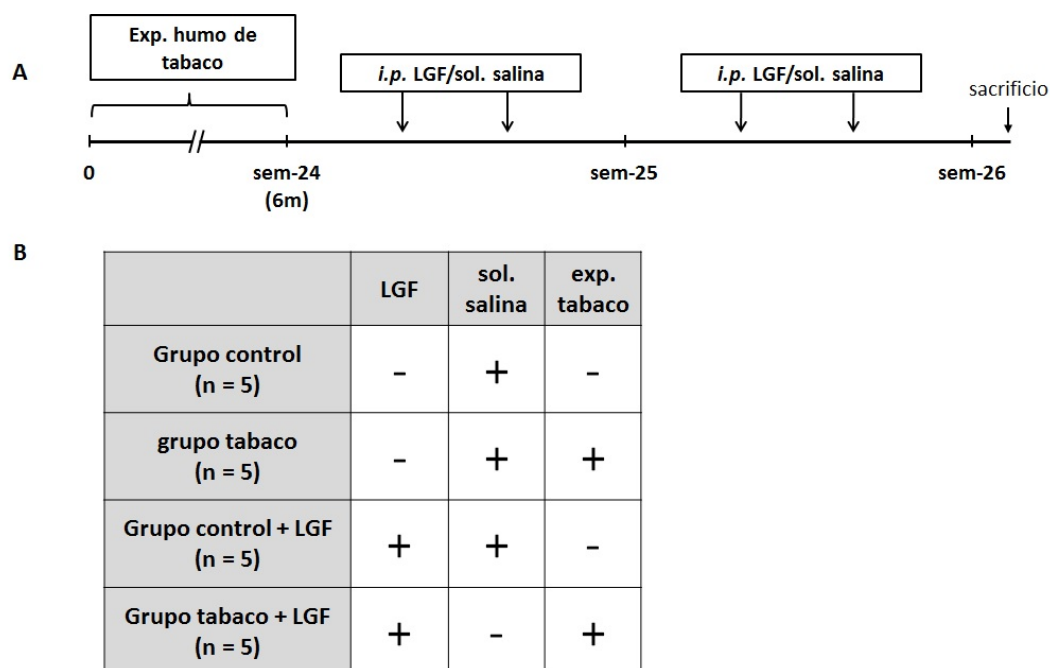 A
Exp. humo de
tabaco
i.p. LGF/sol. salina
i.p. LGF/sol. salina
sacrificio
0
sem-24
(6m)
sem-25
sem-26
B
LGF
sol.
salina
exp.
tabaco
Grupo control
(n = 5)
- + -
grupo tabaco
(n = 5)
- + +
Grupo control + LGF
(n = 5)
+ + -
Grupo tabaco + LGF
(n = 5)
+ - +